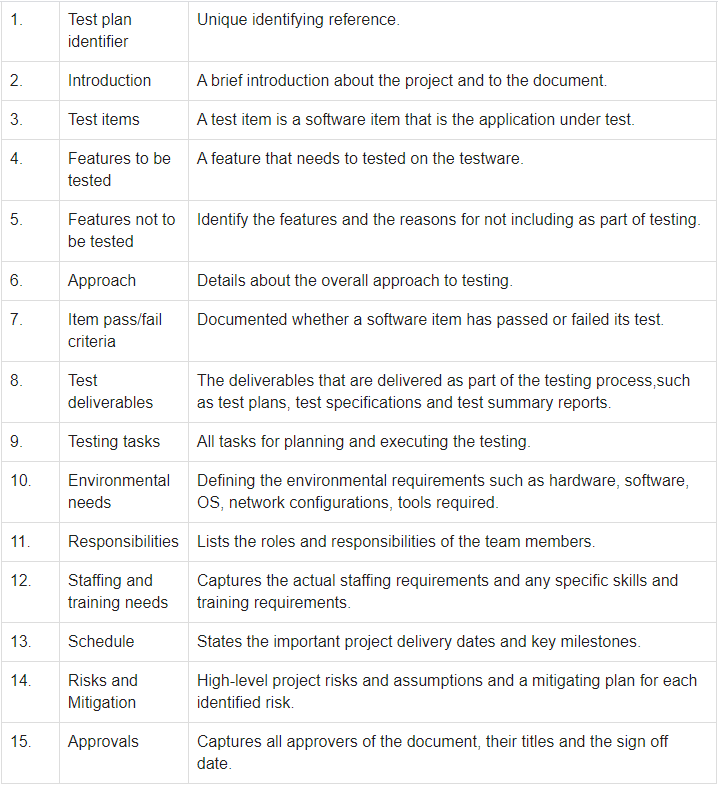 1. Test plan identifier Unique identifying reference.
2. Introduction A brief introduction about the project and to the document.
3. Test items A test item is a software item that is the application under test.
4. Features to be tested A feature that needs to tested on the testware.
5. Features not to be tested Identify the features and the reasons for not including as part of testing.
6. Approach Details about the overall approach to testing.
7. Item pass/fail criteria Documented whether a software item has passed or failed its test.
8. Test deliverables The deliverables that are delivered as part of the testing process,such as test plans, test specifications and test summary reports.
9. Testing tasks All tasks for planning and executing the testing.
10. Environmental needs Defining the environmental requirements such as hardware, software, OS, network configurations, tools required.
11. Responsibilities Lists the roles and responsibilities of the team members.
12. Staffing and training needs Captures the actual staffing requirements and any specific skills and training requirements.
13. Schedule States the important project delivery dates and key milestones.
14. Risks and Mitigation High-level project risks and assumptions and a mitigating plan for each identified risk.
15. Approvals Captures all approvers of the document, their titles and the sign off date.